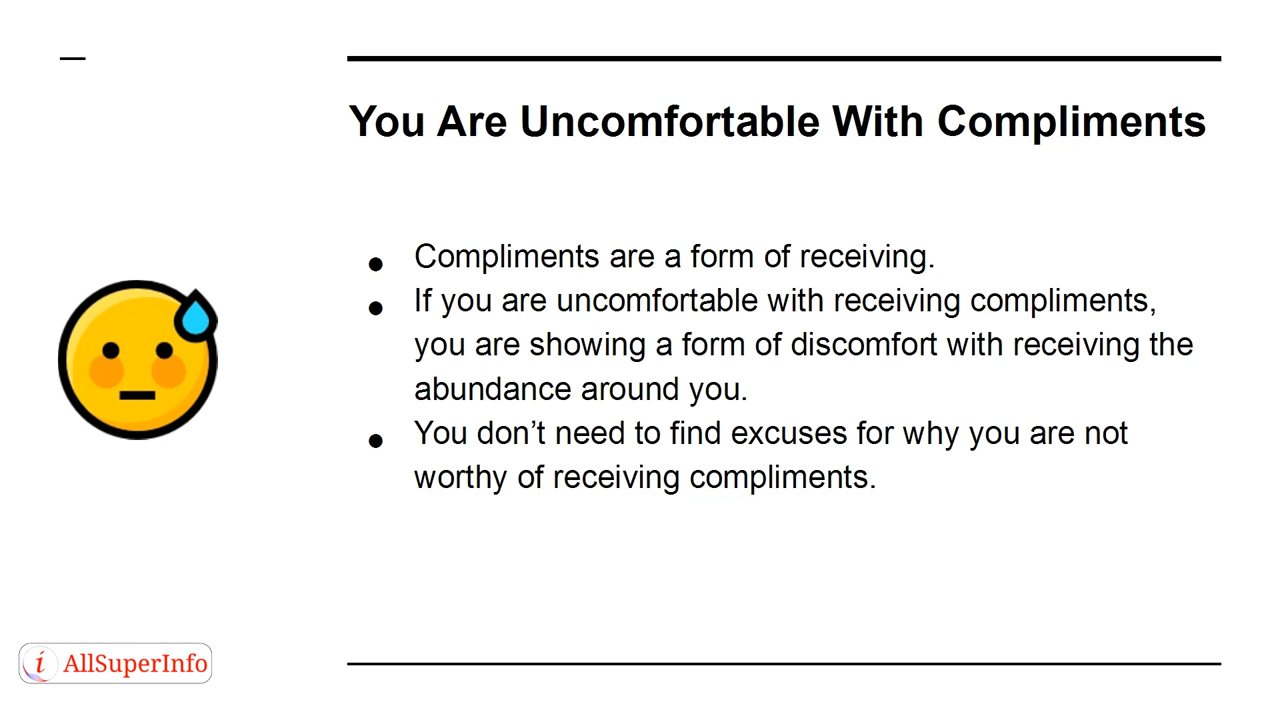 You Are Uncomfortable With Compliments
● Compliments are a form of receiving.
● If you are uncomfortable with receiving compliments,
you are showing a form of discomfort with receiving the
abundance around you.
● You don’t need to find excuses for why you are not
worthy of receiving compliments.
i AllSuperInfo